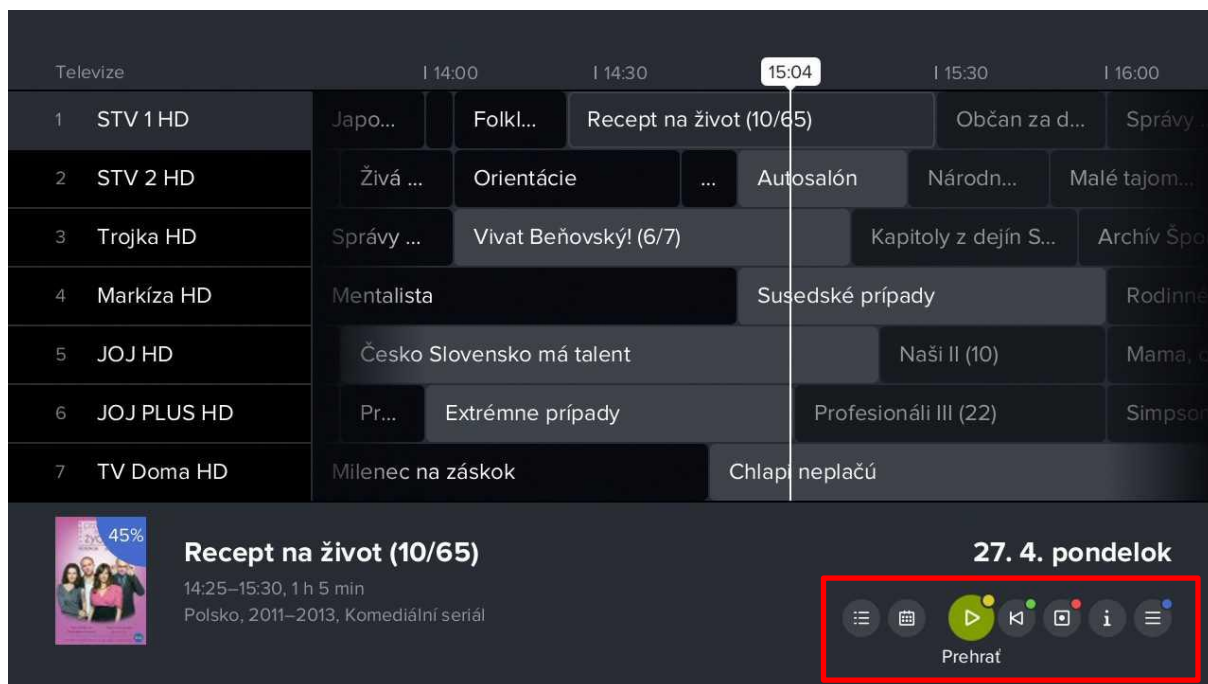 Televize 14:00 14:30 15:04 15:30 16:00
1 STV 1 HD Japo... Folkl... Recept na život (10/65) Občan za d... Správy
2 STV 2 HD Živá ... Orientácie ... Autosalón Národn... Malé tajom...
3 Trojka HD Správy ... Vivat Beňovský! (6/7) Kapitoly z dejín S... Archív Špo
4 Markíza HD Mentalista Susedské prípady Rodinné
5 JOJ HD Česko Slovensko má talent Naši II (10) Mama,
6 JOJ PLUS HD Pr... Extrémne prípady Profesionáli III (22) Simpson
7 TV Doma HD Milenec na záskok Chlapi neplačú
45%
Recept na život (10/65) 27. 4. pondelok
14:25–15:30, 1 h 5 min
Polsko, 2011–2013, Komediální seriál
Prehrať